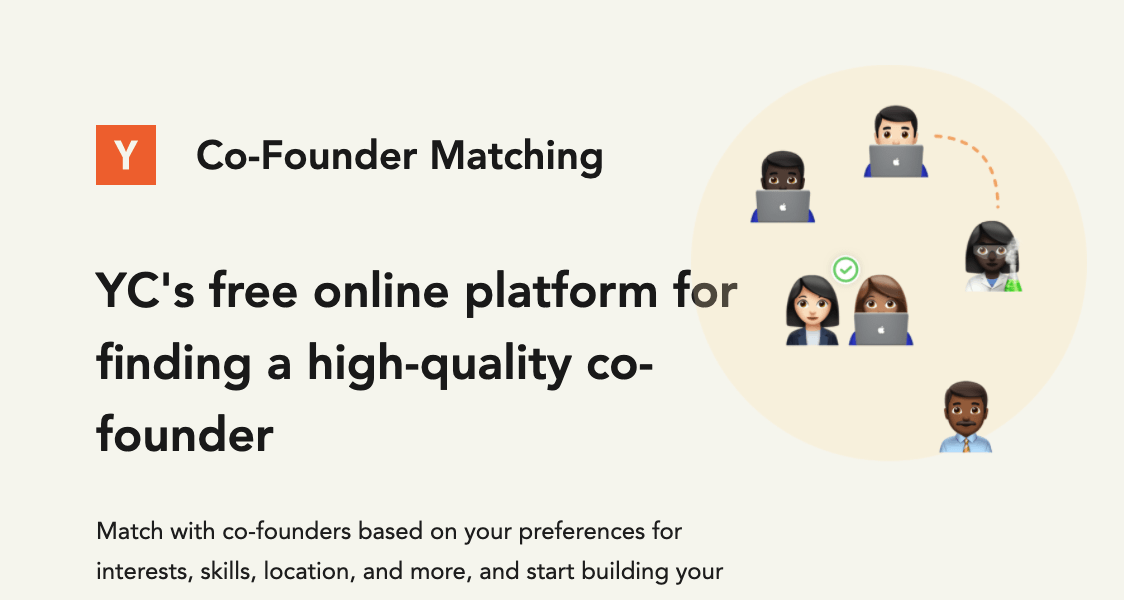 Y
Co-Founder Matching
YC's free online platform for
finding a high-quality co-
founder
Match with co-founders based on your preferences for
interests, skills, location, and more, and start building your